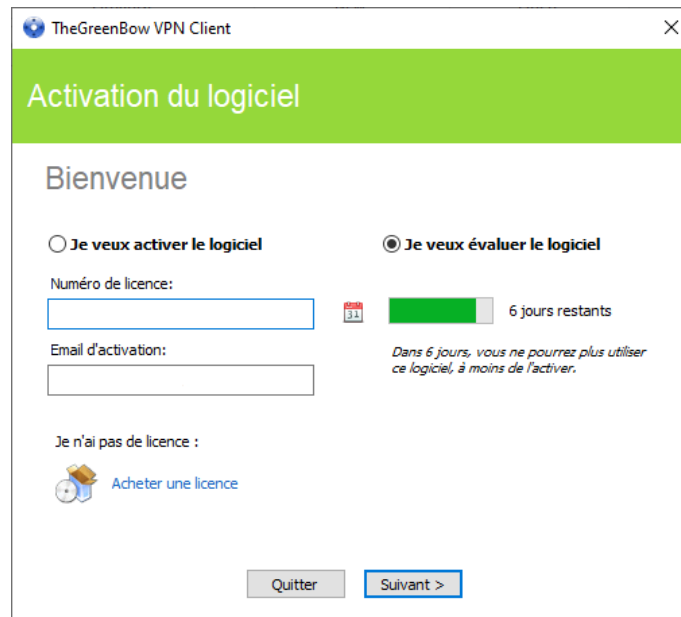 TheGreenBow VPN Client
Activation du logiciel
Bienvenue
Je veux activer le logiciel
Numéro de licence:
Email d'activation:
Je n'ai pas de licence :
Acheter une licence
Je veux évaluer le logiciel
31
6 jours restants
Dans 6 jours, vous ne pourrez plus utiliser
ce logiciel, à moins de l'activer.
Quitter
Suivant >